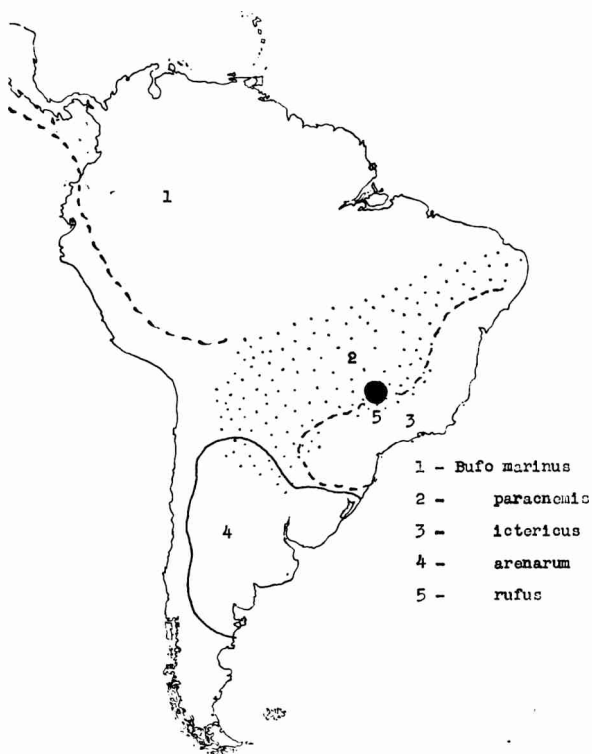 1
2
5
3
4
1 - Bufo marinus
2 - paracnemis
3 - ictericus
4 - arenarum
5 - rufus